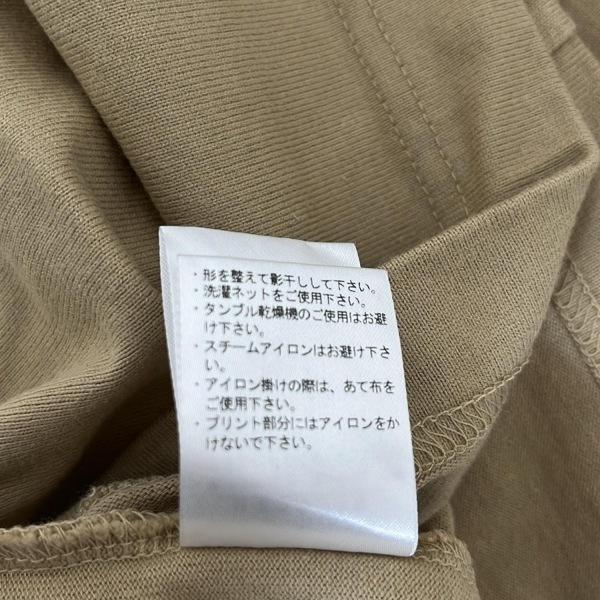 ・形を整えて影干しして下さい。
・洗濯ネットをご使用下さい。
・タンブル乾燥機のご使用はお避
け下さい。
・スチームアイロンはお避け下さ
い。
・アイロン掛けの際は、あて布を
ご使用下さい。
・プリント部分にはアイロンをか
けないで下さい。